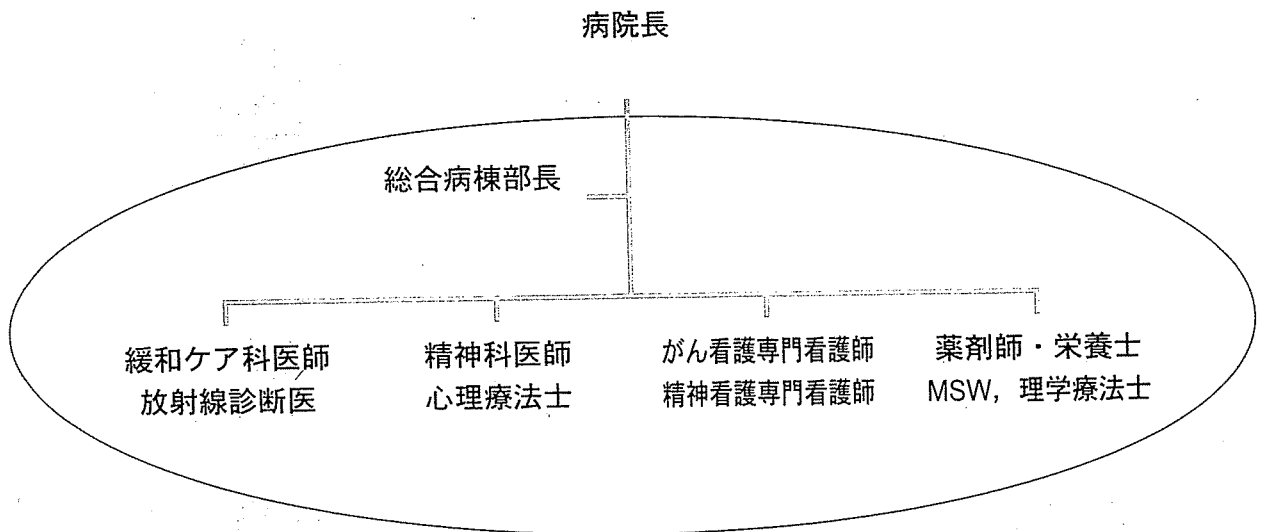 病院長
総合病棟部長
緩和ケア科医師
放射線診断医
精神科医師
心理療法士
がん看護専門看護師
精神看護専門看護師
薬剤師・栄養士
MSW, 理学療法士